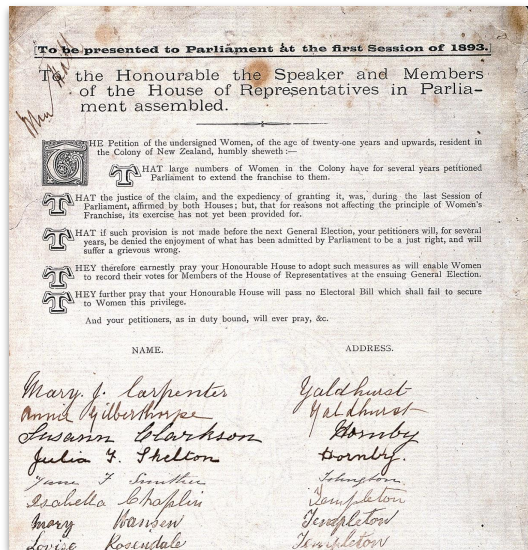 To be presented to Parliament at the first Session of 1893.
To the Honourable the Speaker and Members
of the House of Representatives in Parlia-
ment assembled.
THE Petition of the undersigned Women, of the age of twenty-one years and upwards, resident in
the Colony of New Zealand, humbly sheweth :—
THAT large numbers of Women in the Colony have for several years petitioned
Parliament to extend the franchise to them.
THAT the justice of the claim, and the expediency of granting it, was, during the last Session of
Parliament, affirmed by both Houses; but, that for reasons not affecting the principle of Women's
Franchise, its exercise has not yet been provided for.
THAT if such provision is not made before the next General Election, your petitioners will, for several
years, be denied the enjoyment of what has been admitted by Parliament to be a just right, and will
suffer a grievous wrong.
THEY therefore earnestly pray your Honourable House to adopt such measures as will enable Women
to record their votes for Members of the House of Representatives at the ensuing General Election.
THEY further pray that your Honourable House will pass no Electoral Bill which shall fail to secure
to Women this privilege.
And your petitioners, as in duty bound, will ever pray, &c.
NAME. ADDRESS.
Mary J. Carpenter Yaldhurst
Annie Gilberthorpe Yaldhurst
Susann Clarkson Hornby
Julia F. Shelton Hornby.
F
Isabella Chaplin Templeton
Mary Hansen Templeton
Louise Rosendale Templeton